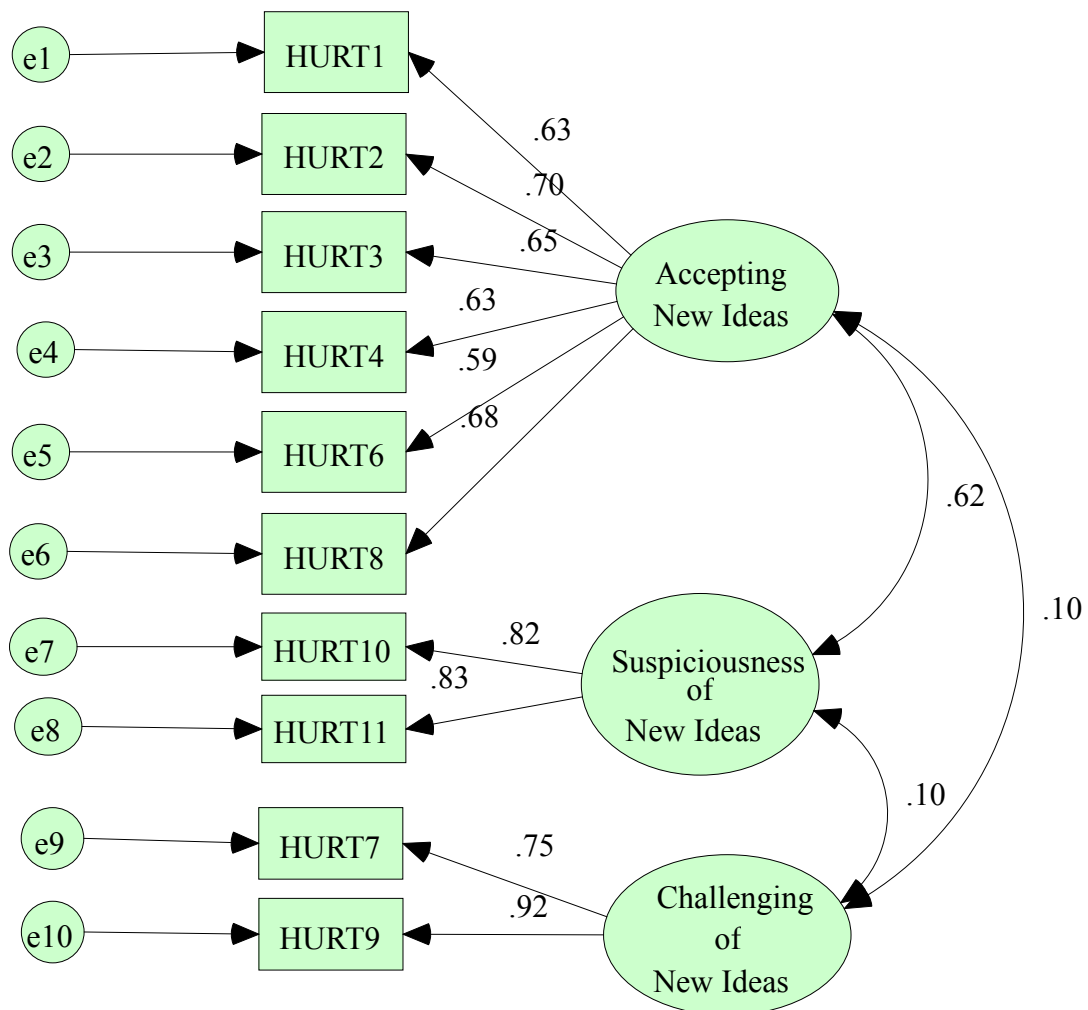 e1
HURT1
.63
e2
HURT2
.70
e3
HURT3
.65
Accepting
New Ideas
e4
HURT4
.63
.59
e5
HURT6
.68
e6
HURT8
.62
.10
e7
HURT10
.82
Suspiciousness
of
New Ideas
e8
HURT11
.83
.10
e9
HURT7
.75
Challenging
of
New Ideas
e10
HURT9
.92